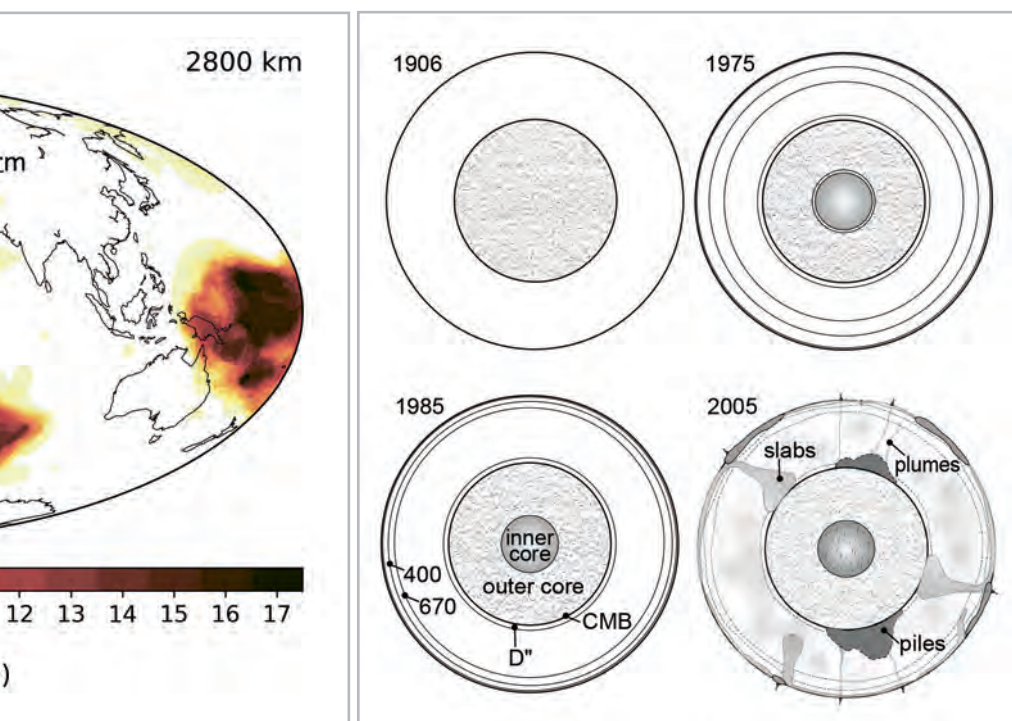 2800 km
tm
12 13 14 15 16 17
)
1906
1975
1985
inner
core
outer core
400
670
CMB
D"
2005
slabs
plumes
piles